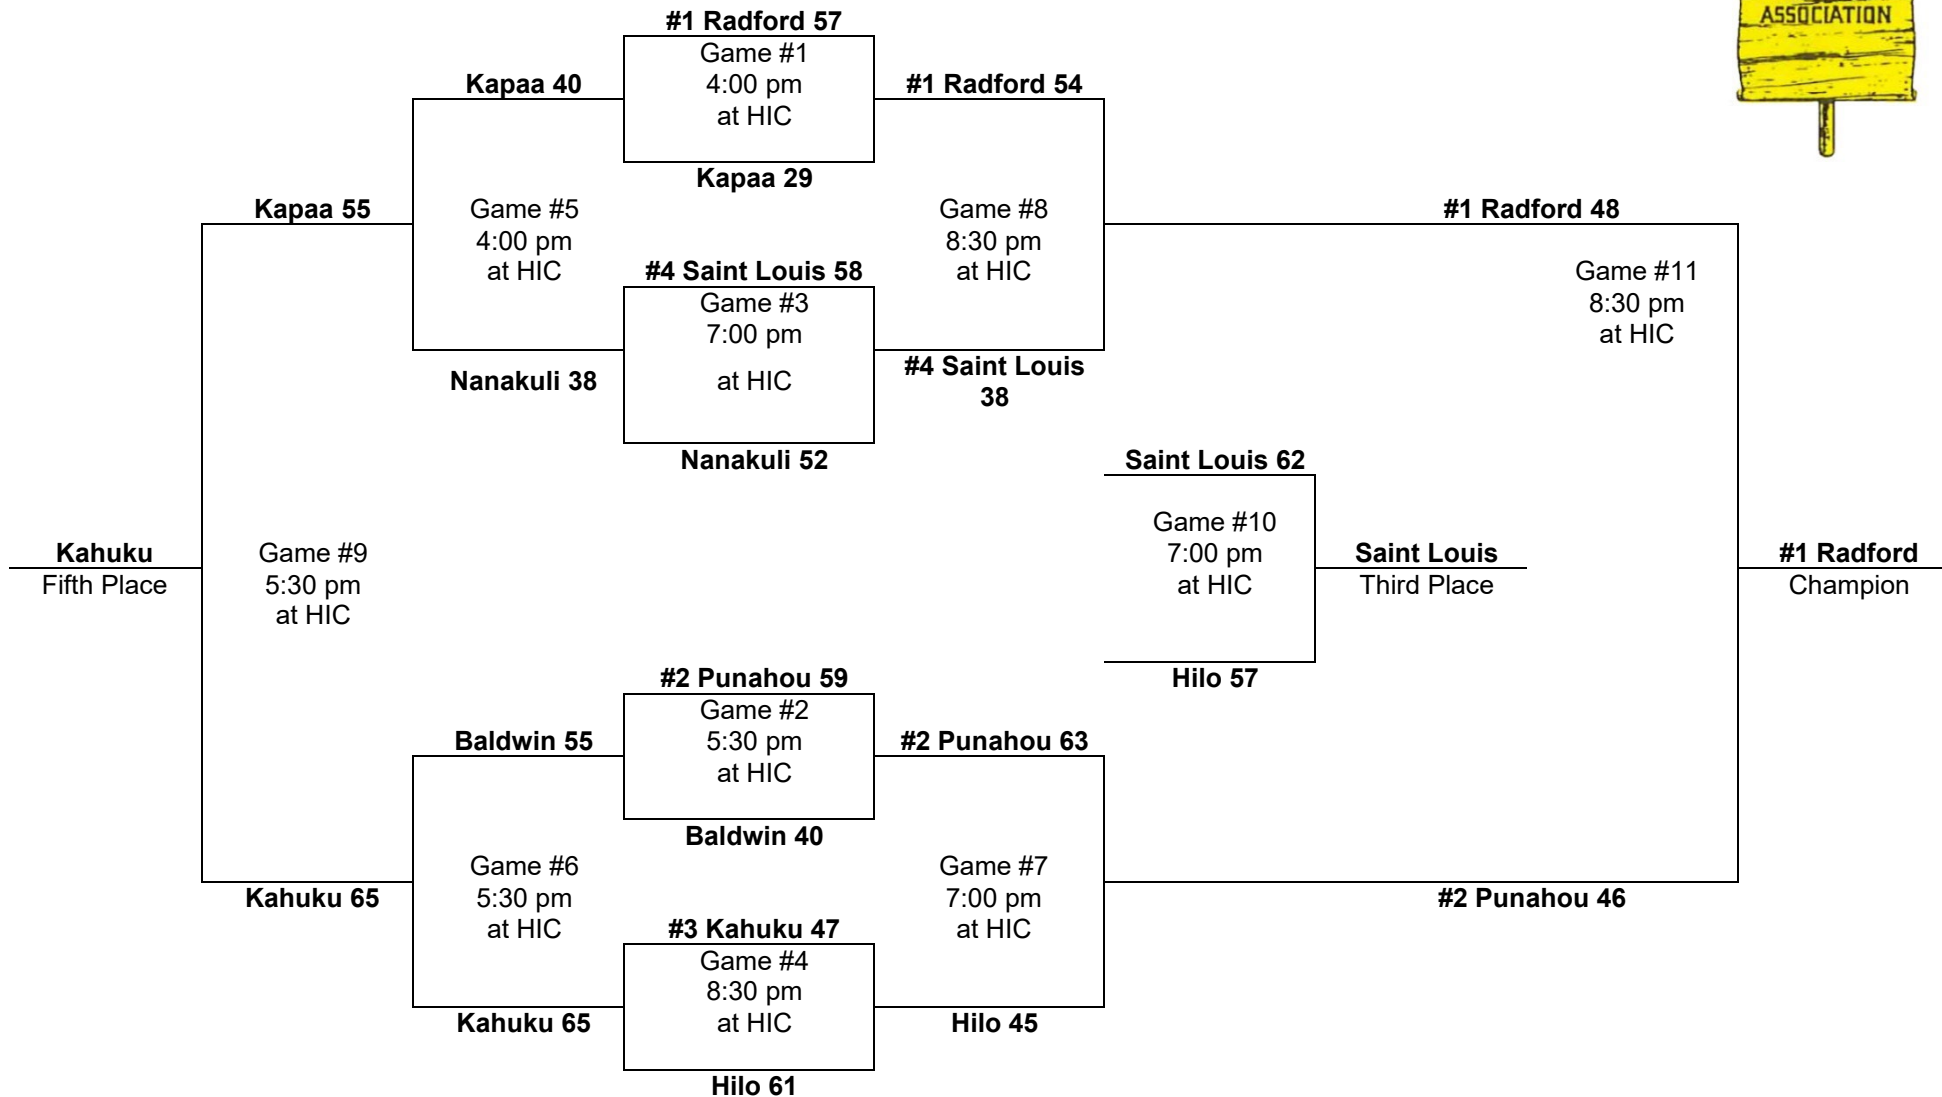 ASSOCIATION
#1 Radford 57
Game #1
4:00 pm
at HIC
Kapaa 29
Kapaa 40
#1 Radford 54
Kapaa 55
Game #5
4:00 pm
at HIC
Game #8
8:30 pm
at HIC
#1 Radford 48
#4 Saint Louis 58
Game #3
7:00 pm
at HIC
Nanakuli 52
Nanakuli 38
#4 Saint Louis
38
Game #11
8:30 pm
at HIC
Saint Louis 62
Game #10
7:00 pm
at HIC
Hilo 57
Kahuku
Fifth Place
Game #9
5:30 pm
at HIC
Saint Louis
Third Place
#1 Radford
Champion
#2 Punahou 59
Game #2
5:30 pm
at HIC
Baldwin 40
Baldwin 55
#2 Punahou 63
Kahuku 65
Game #6
5:30 pm
at HIC
Game #7
7:00 pm
at HIC
#2 Punahou 46
#3 Kahuku 47
Game #4
8:30 pm
at HIC
Hilo 61
Kahuku 65
Hilo 45